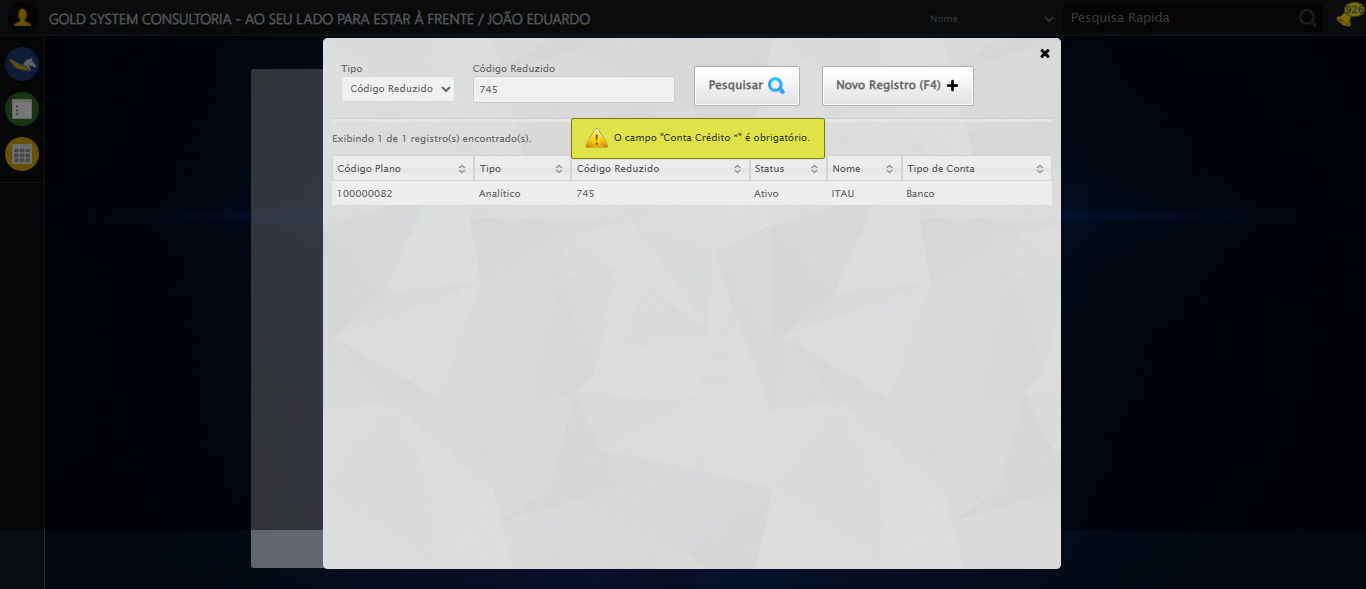 GOLD SYSTEM CONSULTORIA - AO SEU LADO PARA ESTAR À FRENTE / JOÃO EDUARDO
Nome
Pesquisa Rapida
926
Tipo
Código Reduzido
Código Reduzido
745
Pesquisar
Novo Registro (F4)
Exibindo 1 de 1 registro(s) encontrado(s).
O campo "Conta Crédito *" é obrigatório.
Código Plano Tipo Código Reduzido Status Nome Tipo de Conta
100000082 Analítico 745 Ativo ITAU Banco